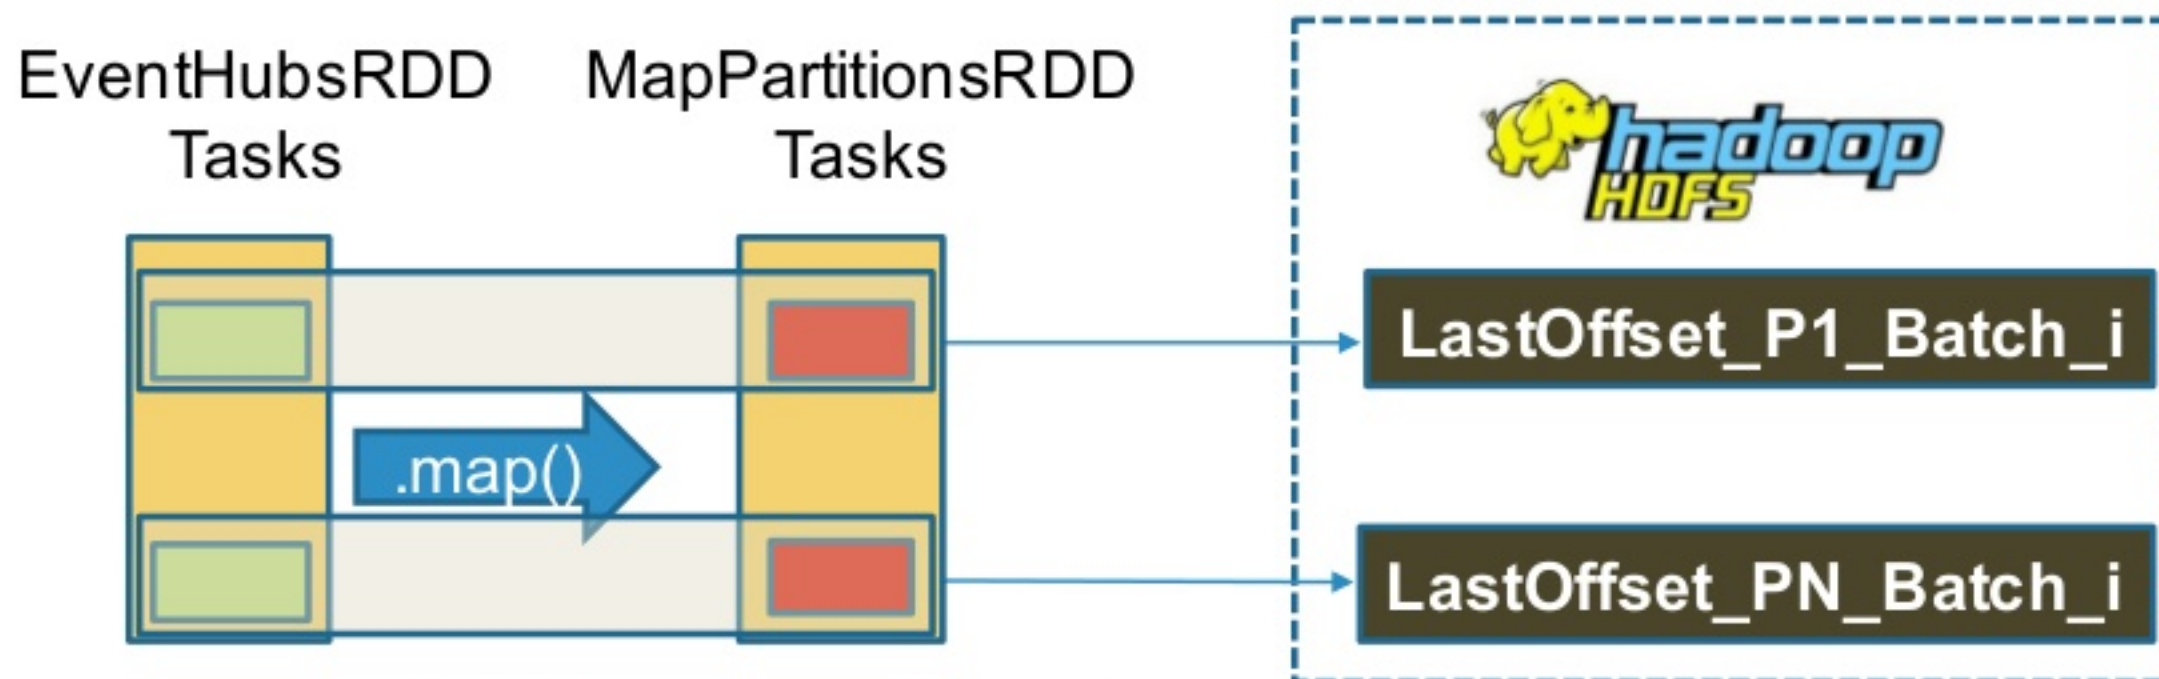 EventHubsRDD
Tasks
MapPartitionsRDD
Tasks
hadoop
HDFS
.map()
LastOffset_P1_Batch_i
LastOffset_PN_Batch_i